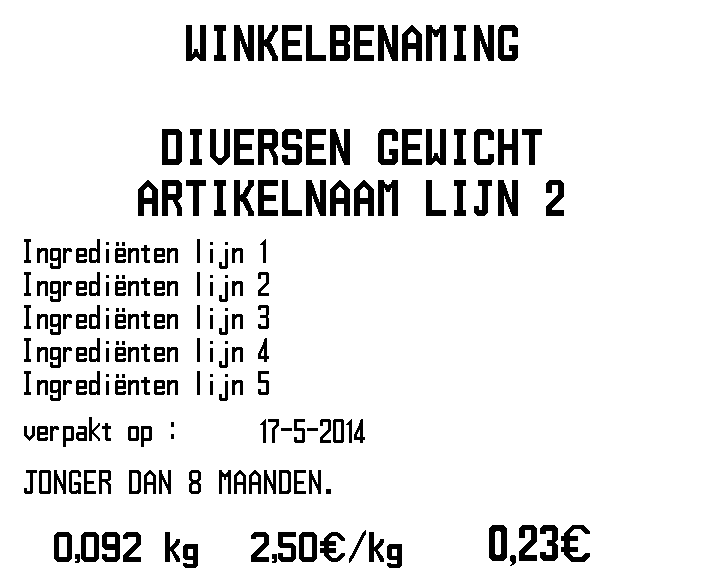 WINKELBENAMING
DIVERSEN GEWICHT
ARTIKELNAAM LIJN 2
Ingrediënten lijn 1
Ingrediënten lijn 2
Ingrediënten lijn 3
Ingrediënten lijn 4
Ingrediënten lijn 5
verpakt op : 17-5-2014
JONGER DAN 8 MAANDEN.
0,092 kg 2,50€/kg 0,23€